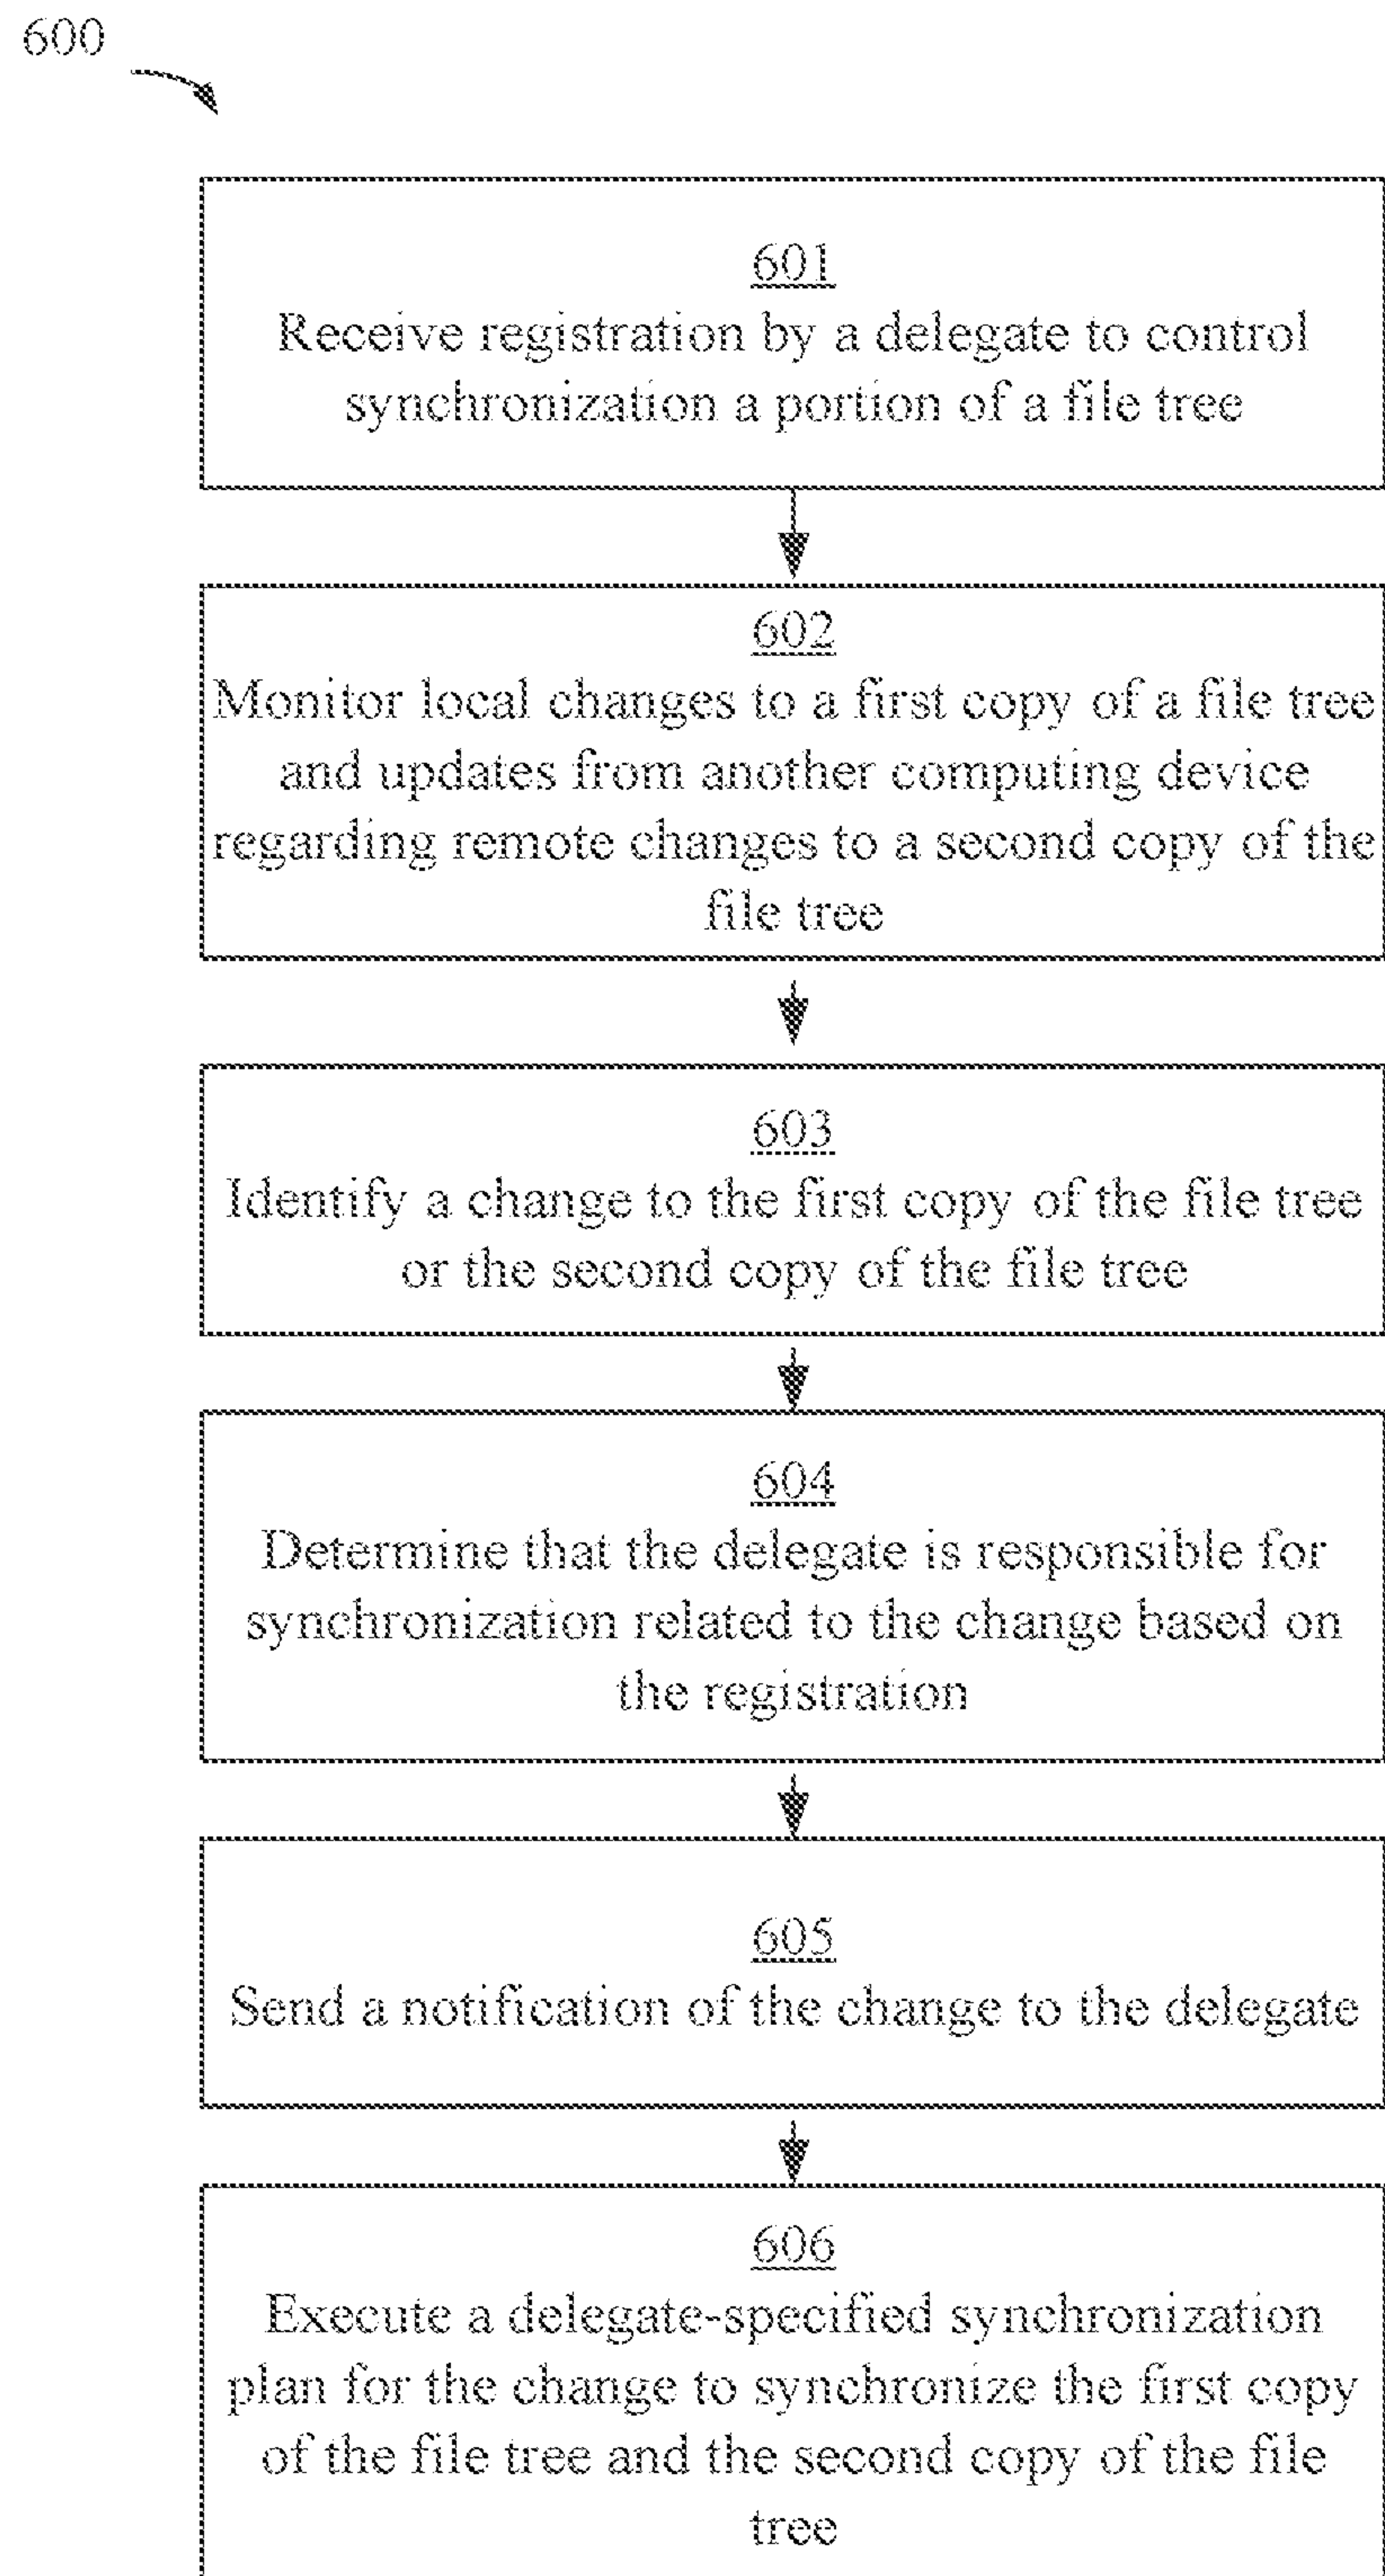 600
601
Receive registration by a delegate to control
synchronization a portion of a file tree
602
Monitor local changes to a first copy of a file tree
and updates from another computing device
regarding remote changes to a second copy of the
file tree
603
Identify a change to the first copy of the file tree
or the second copy of the file tree
604
Determine that the delegate is responsible for
synchronization related to the change based on
the registration
605
Send a notification of the change to the delegate
606
Execute a delegate-specified synchronization
plan for the change to synchronize the first copy
of the file tree and the second copy of the file
tree